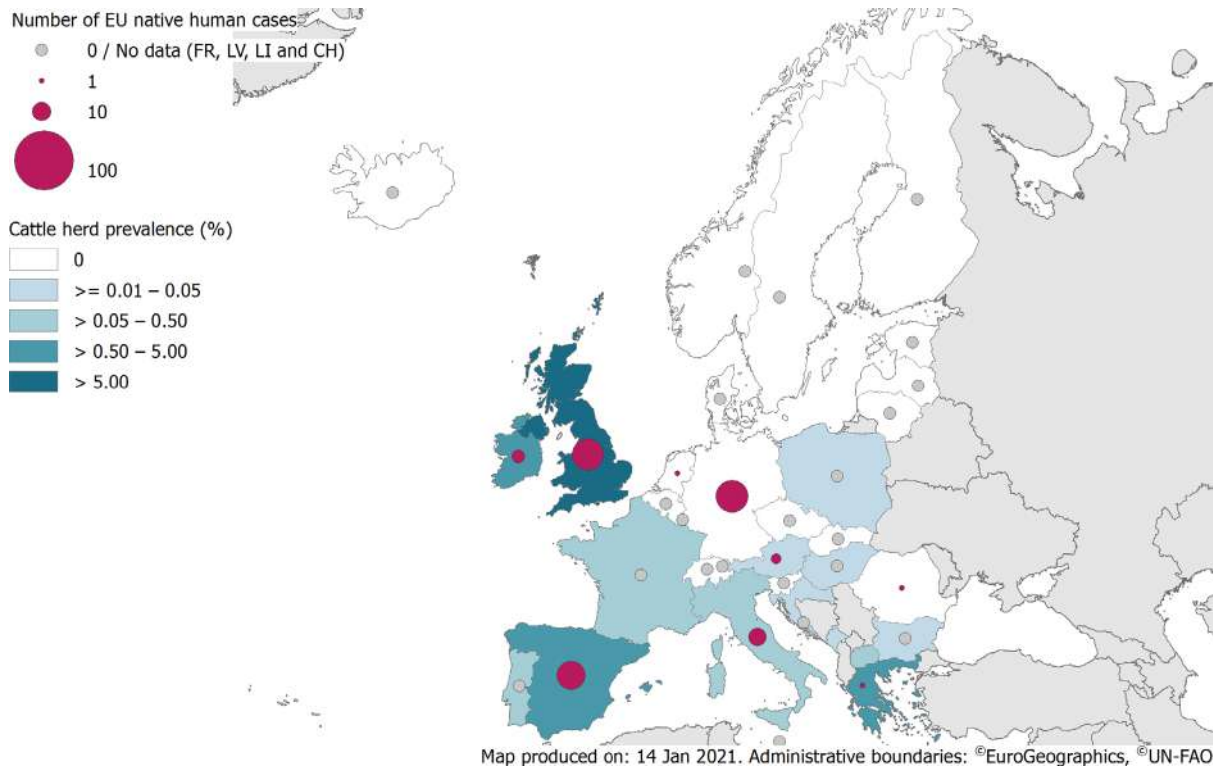 Number of EU native human cases
0 / No data (FR, LV, LI and CH)
1
10
100
Cattle herd prevalence (%)
0
>= 0.01 – 0.05
> 0.05 – 0.50
> 0.50 – 5.00
> 5.00
Map produced on: 14 Jan 2021. Administrative boundaries: ©EuroGeographics, ©UN-FAO